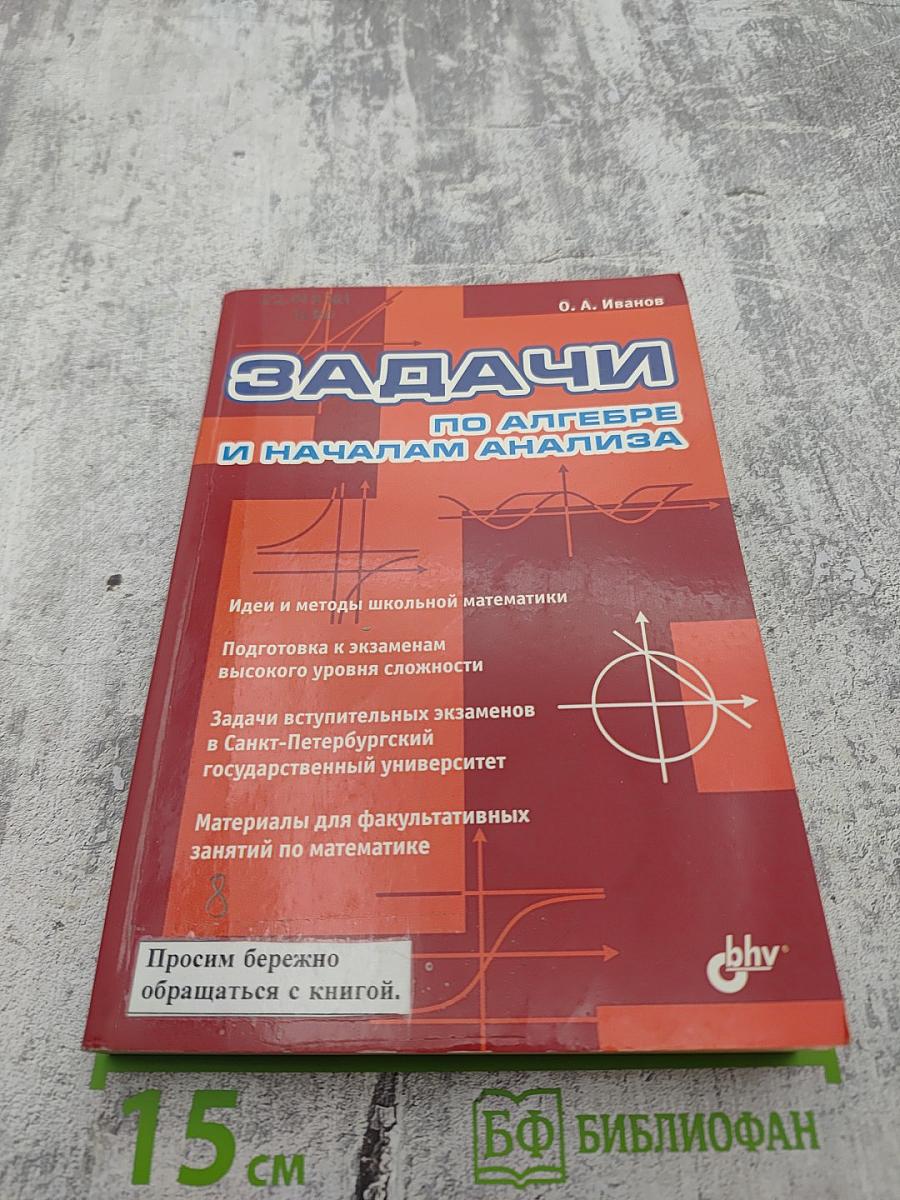 О. А. Иванов
ЗАДАЧИ
ПО АЛГЕБРЕ
И НАЧАЛАМ АНАЛИЗА
Идеи и методы школьной математики
Подготовка к экзаменам
высокого уровня сложности
Задачи вступительных экзаменов
в Санкт-Петербургский
государственный университет
Материалы для факультативных
занятий по математике
8
Просим бережно
обращаться с книгой.
bhv®
15 см
БФ БИБЛИОФАН